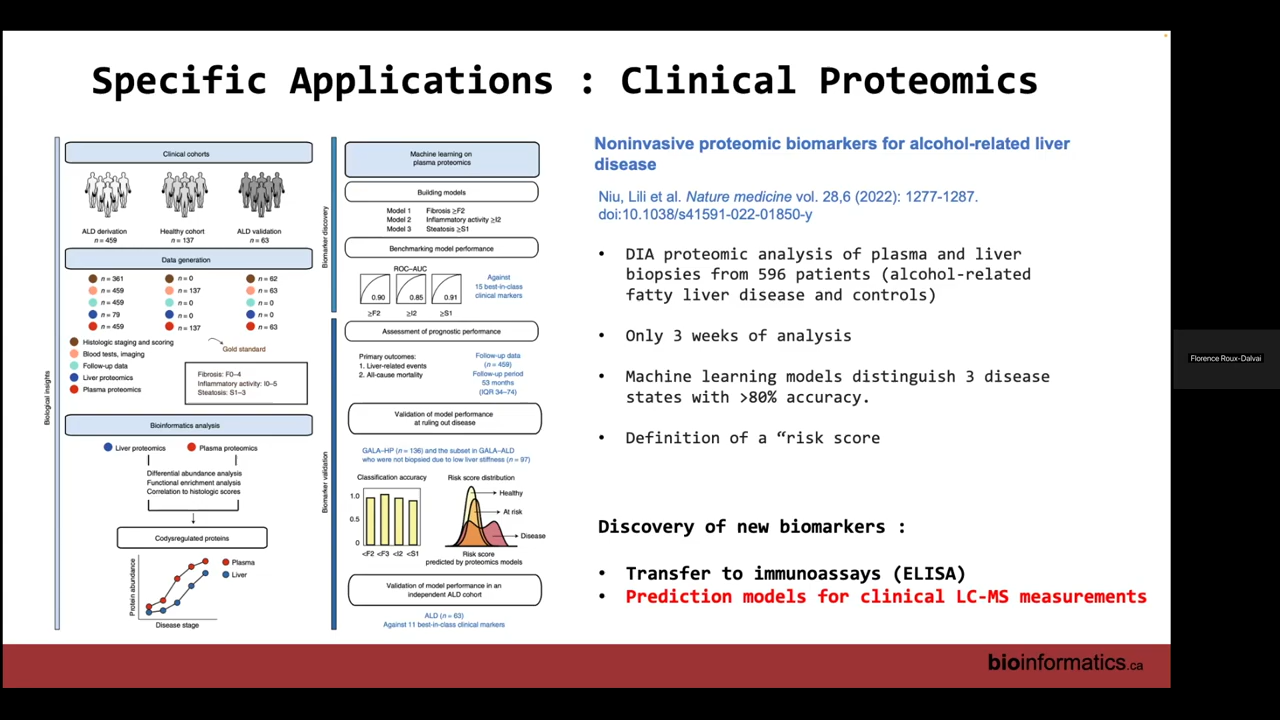 Specific Applications : Clinical Proteomics
Clinical cohorts
ALD derivation
n = 459
Healthy cohort
n = 137
ALD validation
n = 63
Data generation
n = 361
n = 0
n = 62
n = 459
n = 137
n = 63
n = 459
n = 0
n = 0
n = 79
n = 0
n = 0
n = 459
n = 137
n = 63
Histologic staging and scoring
Blood tests, imaging
Follow-up data
Liver proteomics
Plasma proteomics
Gold standard
Fibrosis: F0–4
Inflammatory activity: I0–5
Steatosis: S1–3
Biological insights
Bioinformatics analysis
Liver proteomics
Plasma proteomics
Differential abundance analysis
Functional enrichment analysis
Correlation to histologic scores
Codysregulated proteins
Protein abundance
Plasma
Liver
Disease stage
Biomarker discovery
Machine learning on
plasma proteomics
Building models
Model 1 Fibrosis ≥F2
Model 2 Inflammatory activity ≥I2
Model 3 Steatosis ≥S1
Benchmarking model performance
ROC–AUC
0.90
0.85
0.91
≥F2
≥I2
≥S1
Against
15 best-in-class
clinical markers
Biomarker validation
Assessment of prognostic performance
Primary outcomes:
1. Liver-related events
2. All-cause mortality
Follow-up data
(n = 459)
Follow-up period
53 months
(IQR 34–74)
Validation of model performance
at ruling out disease
GALA–HP (n = 136) and the subset in GALA–ALD
who were not biopsied due to low liver stiffness (n = 97)
Classification accuracy
1.0
0.5
0
<F2 <F3 <I2 <S1
Risk score distribution
Healthy
At risk
Disease
Risk score
predicted by proteomics models
Validation of model performance in an
independent ALD cohort
ALD (n = 63)
Against 11 best-in-class clinical markers
Noninvasive proteomic biomarkers for alcohol-related liver
disease
Niu, Lili et al. Nature medicine vol. 28,6 (2022): 1277-1287.
doi:10.1038/s41591-022-01850-y
• DIA proteomic analysis of plasma and liver
biopsies from 596 patients (alcohol-related
fatty liver disease and controls)
• Only 3 weeks of analysis
• Machine learning models distinguish 3 disease
states with >80% accuracy.
• Definition of a “risk score
Discovery of new biomarkers :
• Transfer to immunoassays (ELISA)
• Prediction models for clinical LC-MS measurements
bioinformatics.ca
Florence Roux-Dalvai